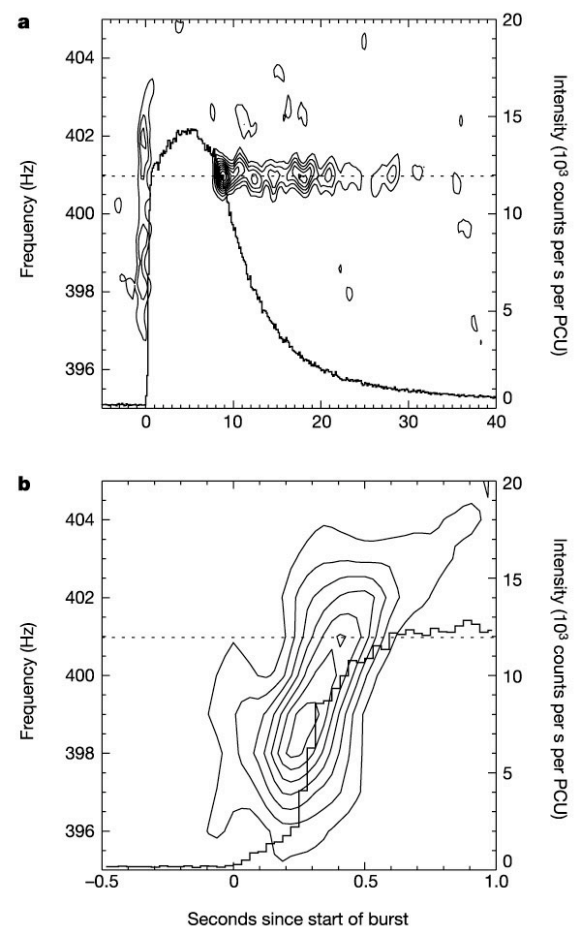 a
404
402
400
398
396
Frequency (Hz)
20
15
10
5
0
Intensity (10³ counts per s per PCU)
0 10 20 30 40
b
404
402
400
398
396
Frequency (Hz)
20
15
10
5
0
Intensity (10³ counts per s per PCU)
–0.5 0 0.5 1.0
Seconds since start of burst